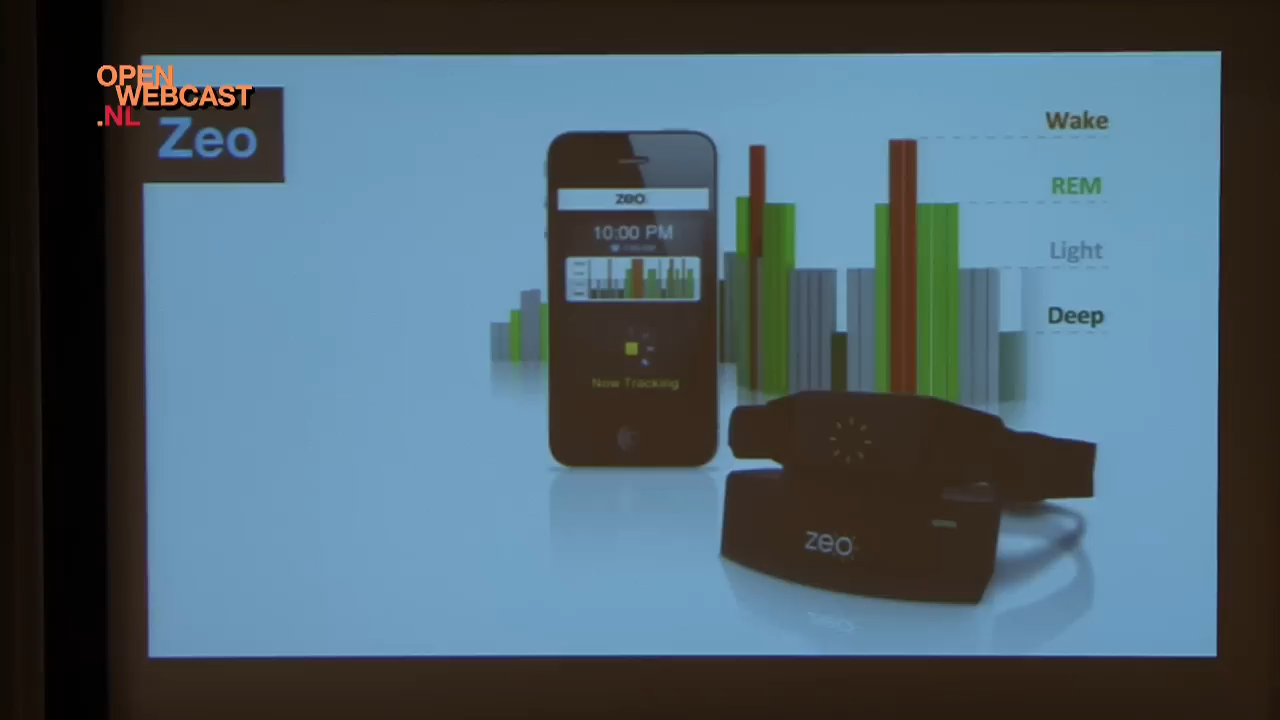 OPEN
WEBCAST
.NL
Zeo
Wake
REM
Light
Deep
zeo
10:00 PM
Now Tracking
zeo